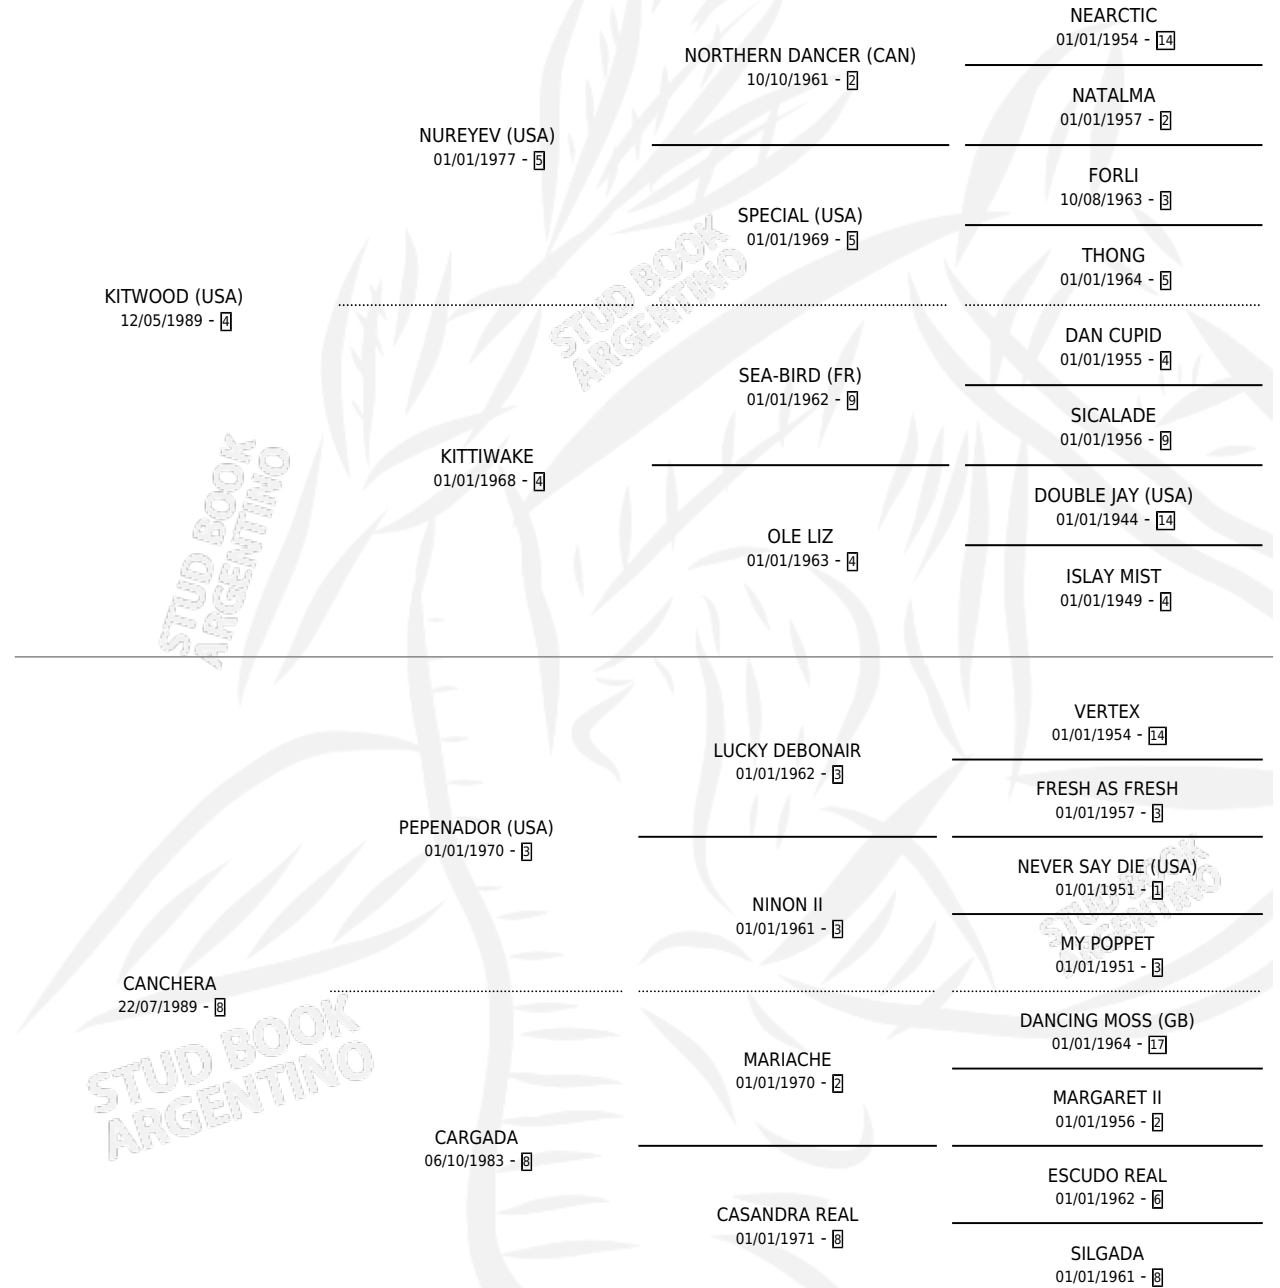 NEARCTIC
01/01/1954 - 14
NORTHERN DANCER (CAN)
10/10/1961 - 2
NATALMA
01/01/1957 - 2
NUREYEV (USA)
01/01/1977 - 5
FORLI
10/08/1963 - 3
SPECIAL (USA)
01/01/1969 - 5
THONG
01/01/1964 - 5
KITWOOD (USA)
12/05/1989 - 4
STUD BOOK
ARGENTINO
DAN CUPID
01/01/1955 - 4
SEA-BIRD (FR)
01/01/1962 - 9
SICALADE
01/01/1956 - 9
KITTIWAKE
01/01/1968 - 4
DOUBLE JAY (USA)
01/01/1944 - 14
OLE LIZ
01/01/1963 - 4
ISLAY MIST
01/01/1949 - 4
STUD BOOK
ARGENTINO
VERTEX
01/01/1954 - 14
LUCKY DEBONAIR
01/01/1962 - 3
FRESH AS FRESH
01/01/1957 - 3
PEPENADOR (USA)
01/01/1970 - 3
NEVER SAY DIE (USA)
01/01/1951 - 1
NINON II
01/01/1961 - 3
MY POPPET
01/01/1951 - 3
STUD BOOK
ARGENTINO
CANCHERA
22/07/1989 - 8
DANCING MOSS (GB)
01/01/1964 - 17
MARIACHE
01/01/1970 - 2
MARGARET II
01/01/1956 - 2
STUD BOOK
ARGENTINO
CARGADA
06/10/1983 - 8
ESCUDO REAL
01/01/1962 - 6
CASANDRA REAL
01/01/1971 - 8
SILGADA
01/01/1961 - 8